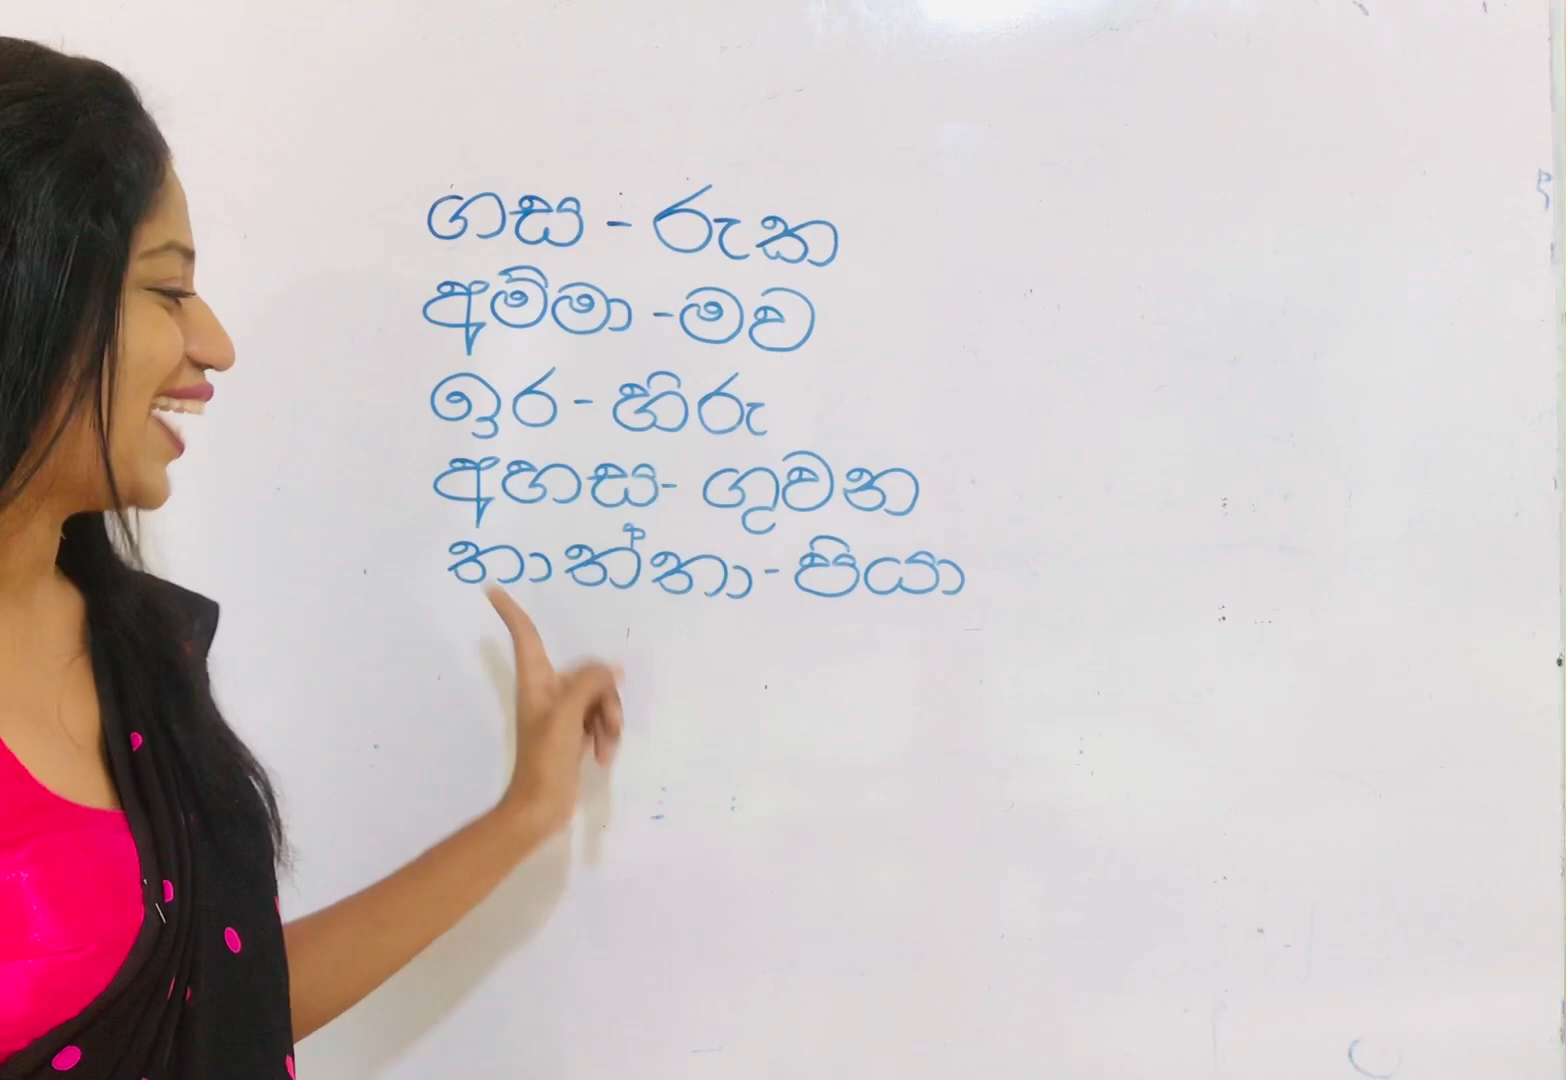 ගස - රුක
අම්මා - මව
ඉර - හිරු
අහස - ගුවන
තාත්තා - පියා